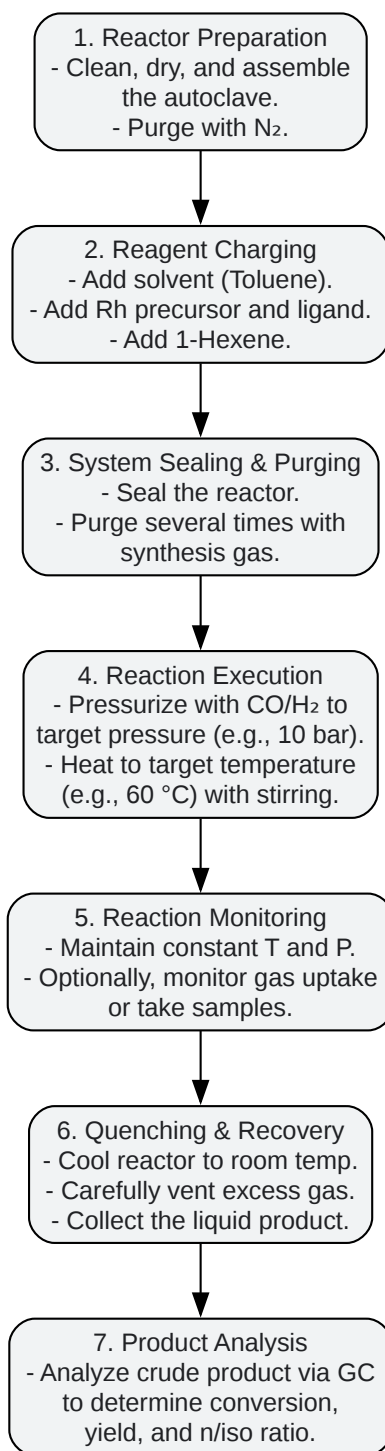 1. Reactor Preparation
- Clean, dry, and assemble
the autoclave.
- Purge with N₂.
2. Reagent Charging
- Add solvent (Toluene).
- Add Rh precursor and ligand.
- Add 1-Hexene.
3. System Sealing & Purging
- Seal the reactor.
- Purge several times with
synthesis gas.
4. Reaction Execution
- Pressurize with CO/H₂ to
target pressure (e.g., 10 bar).
- Heat to target temperature
(e.g., 60 °C) with stirring.
5. Reaction Monitoring
- Maintain constant T and P.
- Optionally, monitor gas uptake
or take samples.
6. Quenching & Recovery
- Cool reactor to room temp.
- Carefully vent excess gas.
- Collect the liquid product.
7. Product Analysis
- Analyze crude product via GC
to determine conversion,
yield, and n/iso ratio.